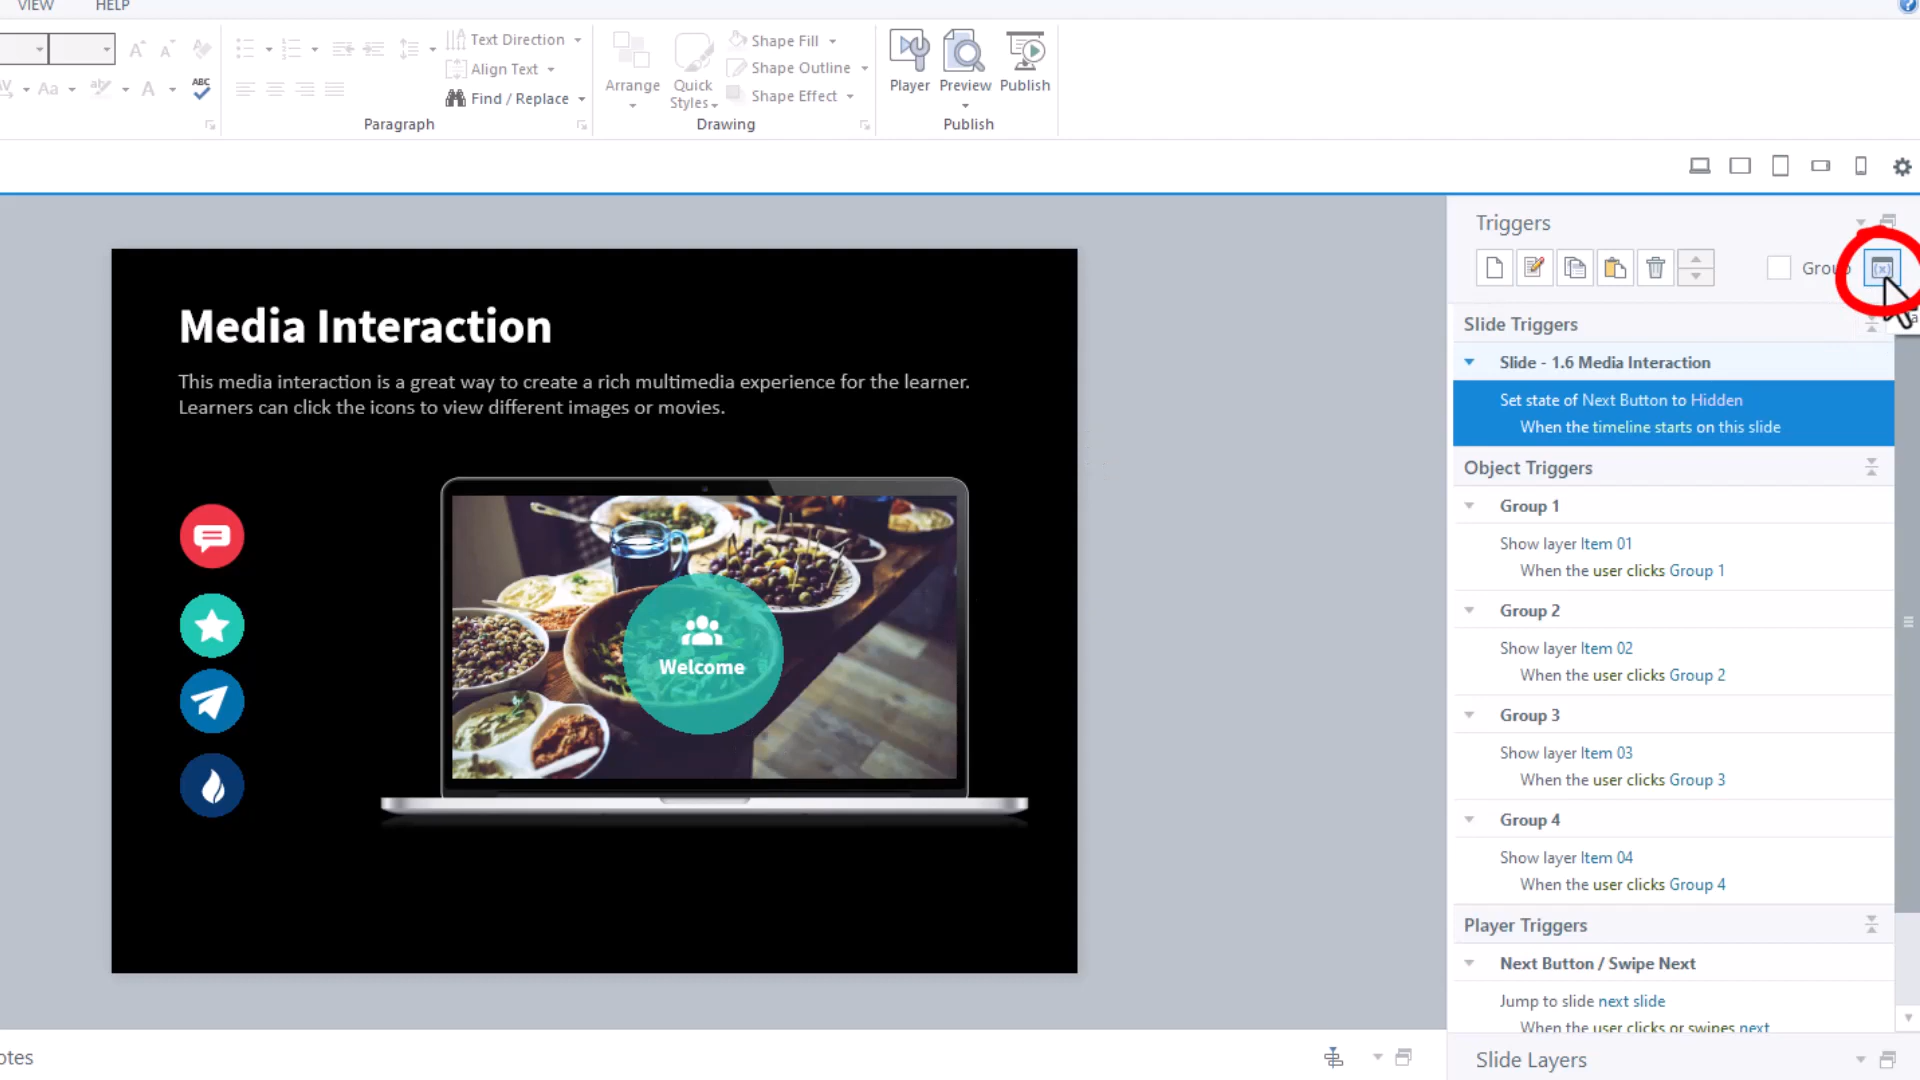 VIEW HELP
Text Direction
Shape Fill
Aa
A
ABC
Align Text
Find / Replace
Arrange
Quick
Styles
Shape Outline
Shape Effect
Player
Preview
Publish
Paragraph
Drawing
Publish
Triggers
Slide Triggers
Slide - 1.6 Media Interaction
Set state of Next Button to Hidden
When the timeline starts on this slide
Object Triggers
Group 1
Show layer Item 01
When the user clicks Group 1
Group 2
Show layer Item 02
When the user clicks Group 2
Group 3
Show layer Item 03
When the user clicks Group 3
Group 4
Show layer Item 04
When the user clicks Group 4
Player Triggers
Next Button / Swipe Next
Jump to slide next slide
When the user clicks or swipes next
Slide Layers
Media Interaction
This media interaction is a great way to create a rich multimedia experience for the learner.
Learners can click the icons to view different images or movies.
Welcome